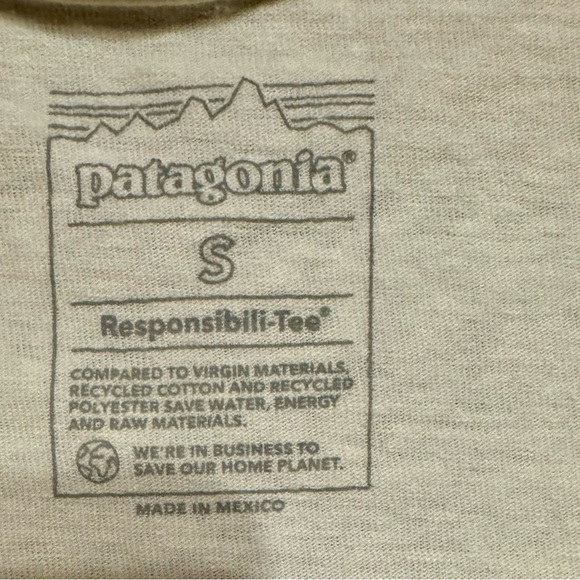 patagonia®
S
Responsibili-Tee®
COMPARED TO VIRGIN MATERIALS,
RECYCLED COTTON AND RECYCLED
POLYESTER SAVE WATER, ENERGY
AND RAW MATERIALS.
WE'RE IN BUSINESS TO
SAVE OUR HOME PLANET.
MADE IN MEXICO